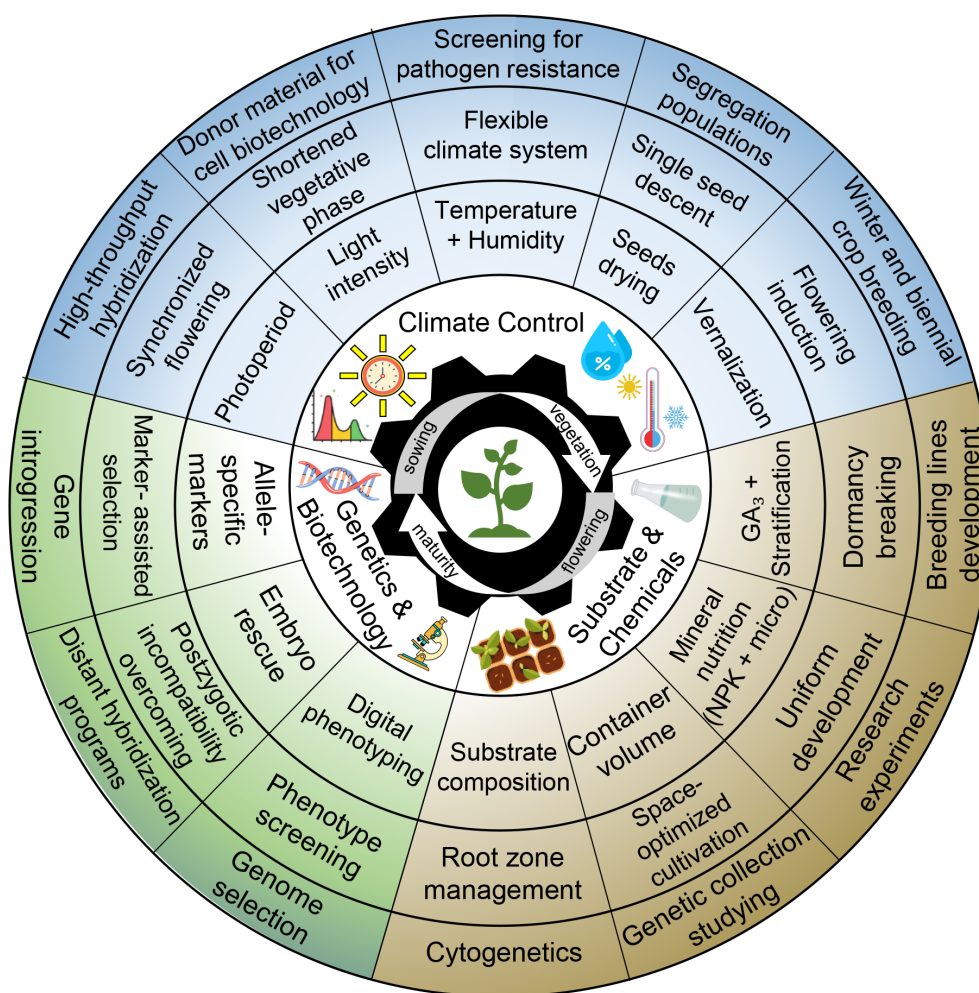 Screening for
pathogen resistance
Segregation
populations
Winter and biennial
crop breeding
Breeding lines
development
Research
experiments
Genetic collection
studying
Cytogenetics
Genome
selection
Distant hybridization
programs
Gene
introgression
High-throughput
hybridization
Donor material for
cell biotechnology
Flexible
climate system
Single seed
descent
Flowering
induction
Dormancy
breaking
Uniform
development
Space-
optimized
cultivation
Root zone
management
Phenotype
screening
Postzygotic
incompatibility
overcoming
Marker- assisted
selection
Synchronized
flowering
Shortened
vegetative
phase
Temperature
+ Humidity
Seeds
drying
Vernalization
GA₃ +
Stratification
Mineral
nutrition
(NPK + micro)
Container
volume
Substrate
composition
Digital
phenotyping
Embryo
rescue
Allele-
specific
markers
Photoperiod
Light
intensity
Climate Control
%
Substrate &
Chemicals
Genetics &
Biotechnology
sowing
vegetation
flowering
maturity